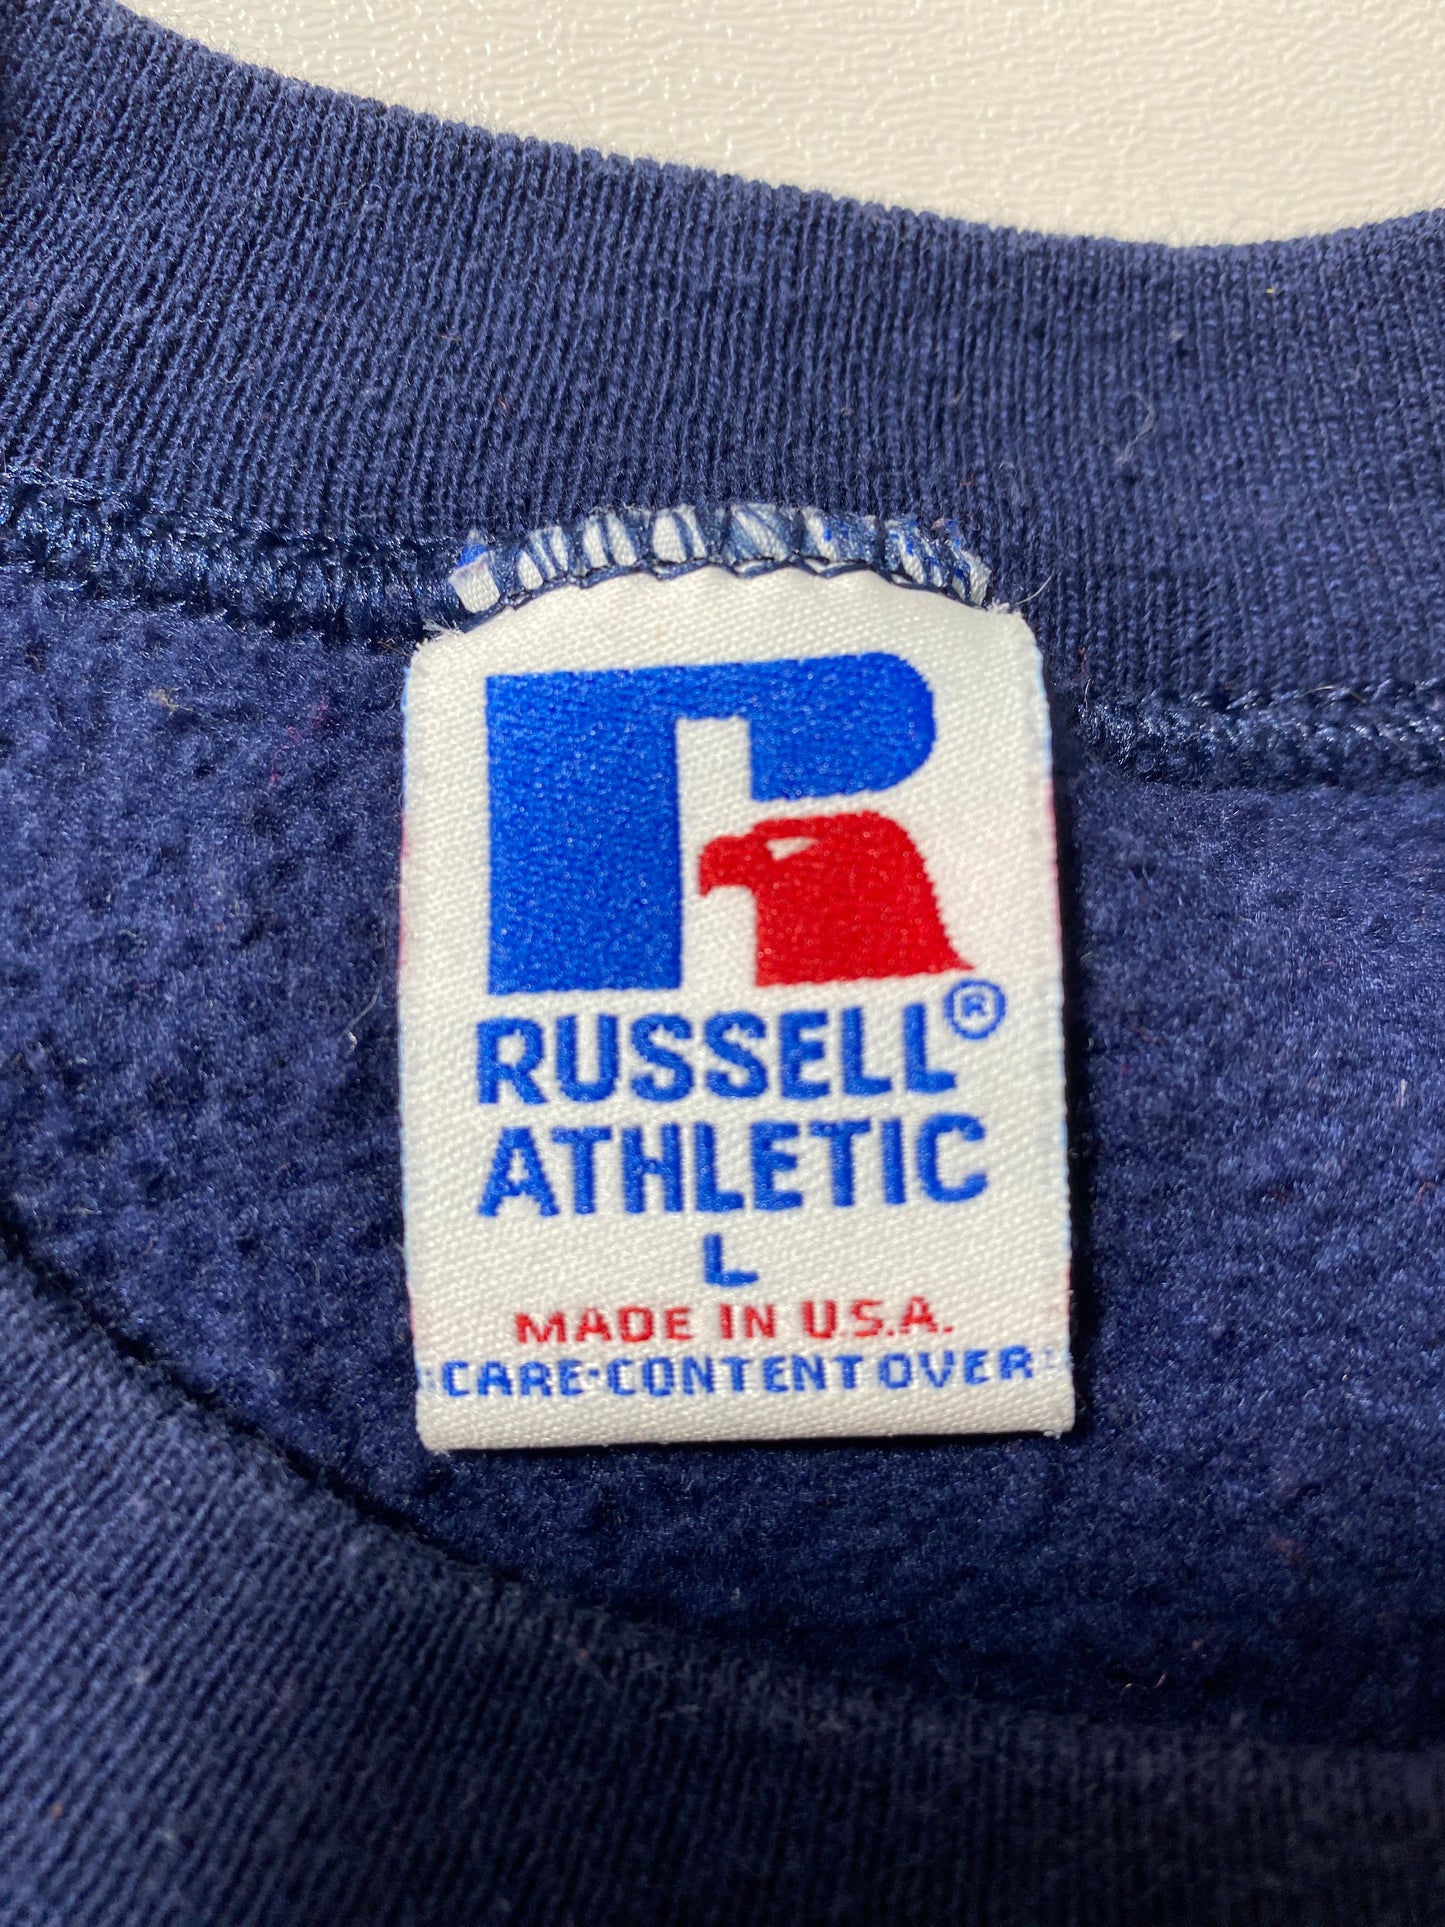 R
RUSSELL®
ATHLETIC
L
MADE IN U.S.A.
CARE·CONTENT OVER